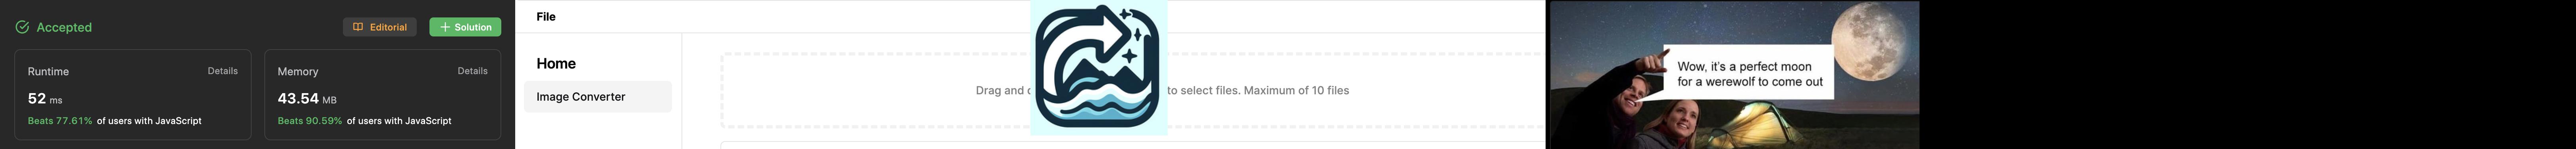 Accepted
Editorial
+ Solution
Runtime
Details
52 ms
Beats 77.61% of users with JavaScript
Memory
Details
43.54 MB
Beats 90.59% of users with JavaScript
File
Home
Image Converter
Drag and
to select files. Maximum of 10 files
Wow, it's a perfect moon
for a werewolf to come out